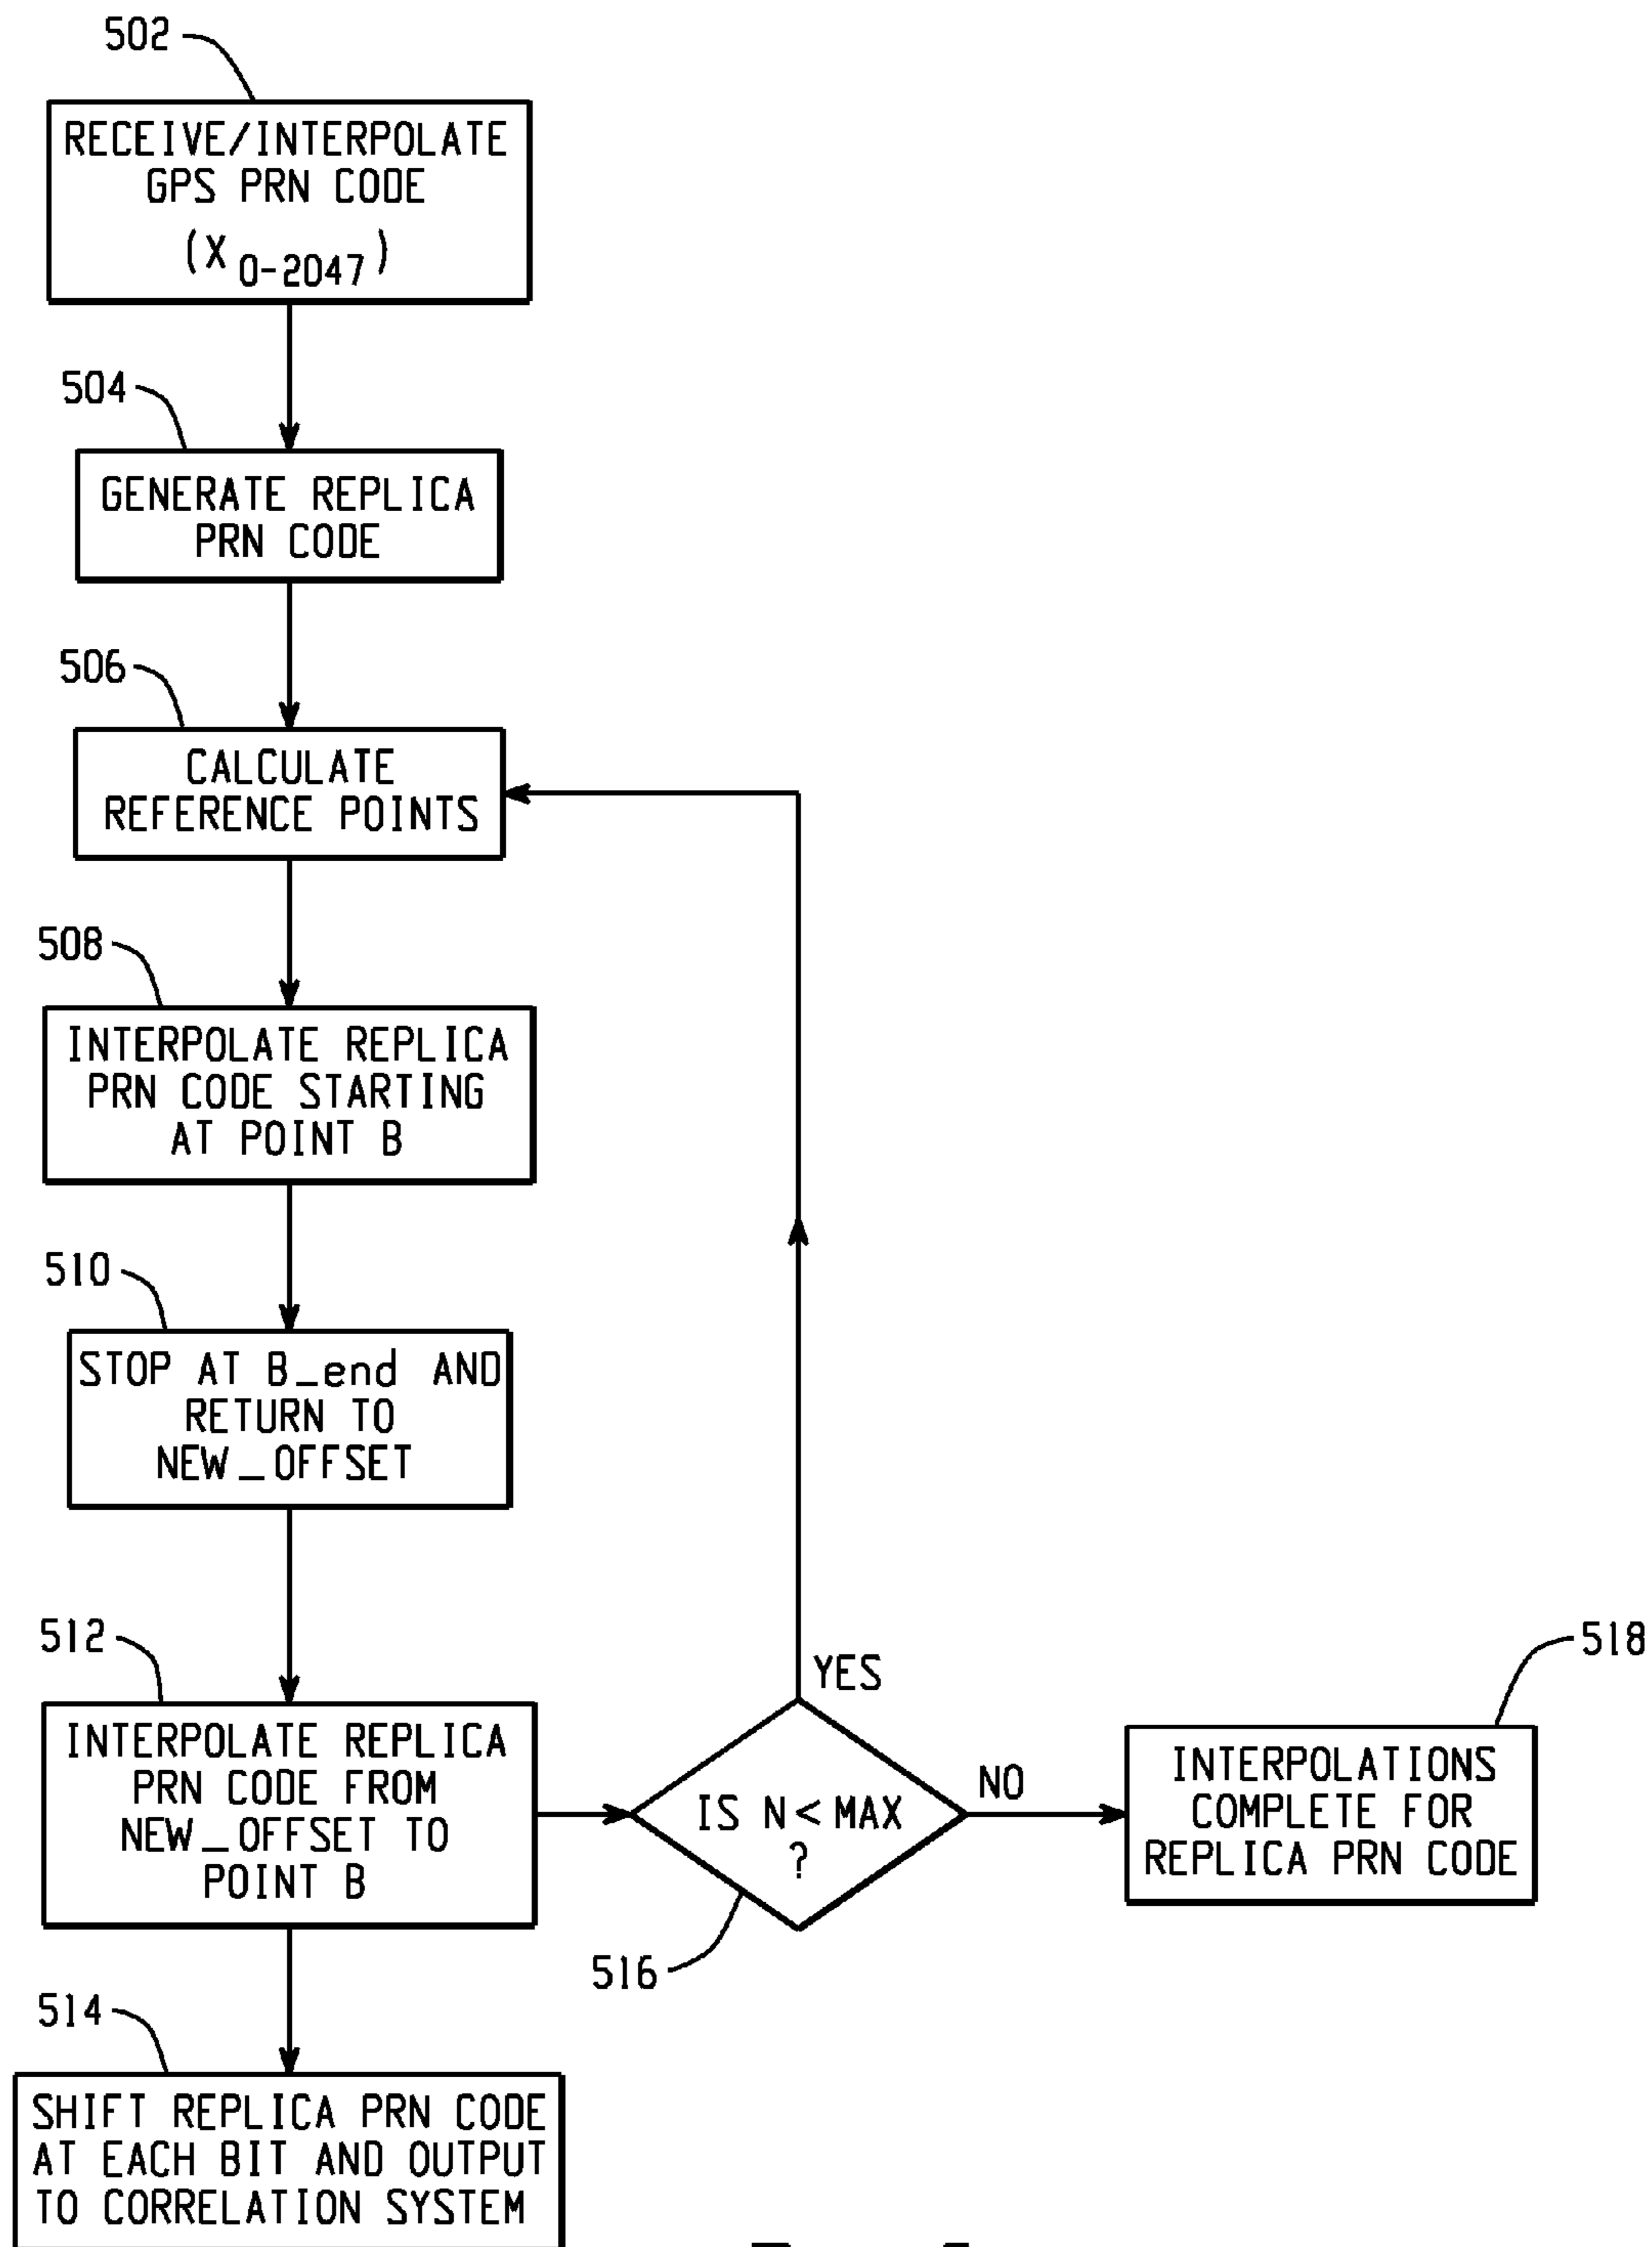 502
RECEIVE/INTERPOLATE
GPS PRN CODE
(X 0-2047)
504
GENERATE REPLICA
PRN CODE
506
CALCULATE
REFERENCE POINTS
508
INTERPOLATE REPLICA
PRN CODE STARTING
AT POINT B
510
STOP AT B_end AND
RETURN TO
NEW_OFFSET
512
INTERPOLATE REPLICA
PRN CODE FROM
NEW_OFFSET TO
POINT B
YES
IS N < MAX
?
516
NO
518
INTERPOLATIONS
COMPLETE FOR
REPLICA PRN CODE
514
SHIFT REPLICA PRN CODE
AT EACH BIT AND OUTPUT
TO CORRELATION SYSTEM